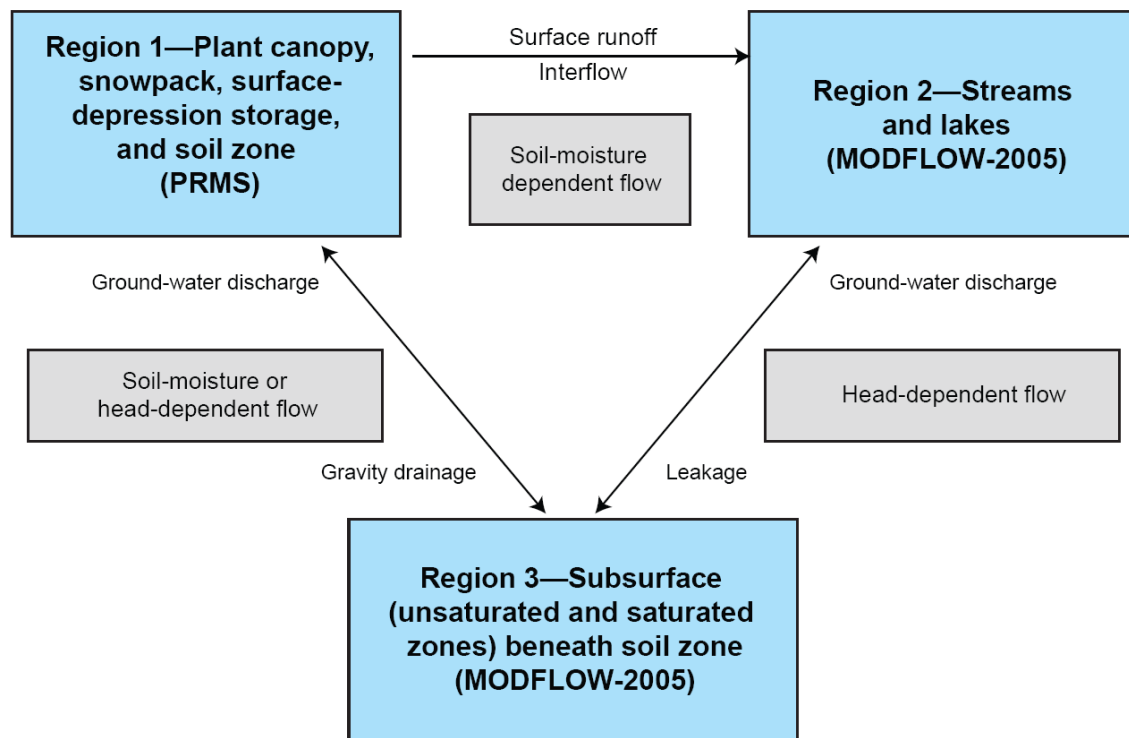 Region 1—Plant canopy,
snowpack, surface-
depression storage,
and soil zone
(PRMS)
Surface runoff
Interflow
Soil-moisture
dependent flow
Region 2—Streams
and lakes
(MODFLOW-2005)
Ground-water discharge
Ground-water discharge
Soil-moisture or
head-dependent flow
Head-dependent flow
Gravity drainage
Leakage
Region 3—Subsurface
(unsaturated and saturated
zones) beneath soil zone
(MODFLOW-2005)